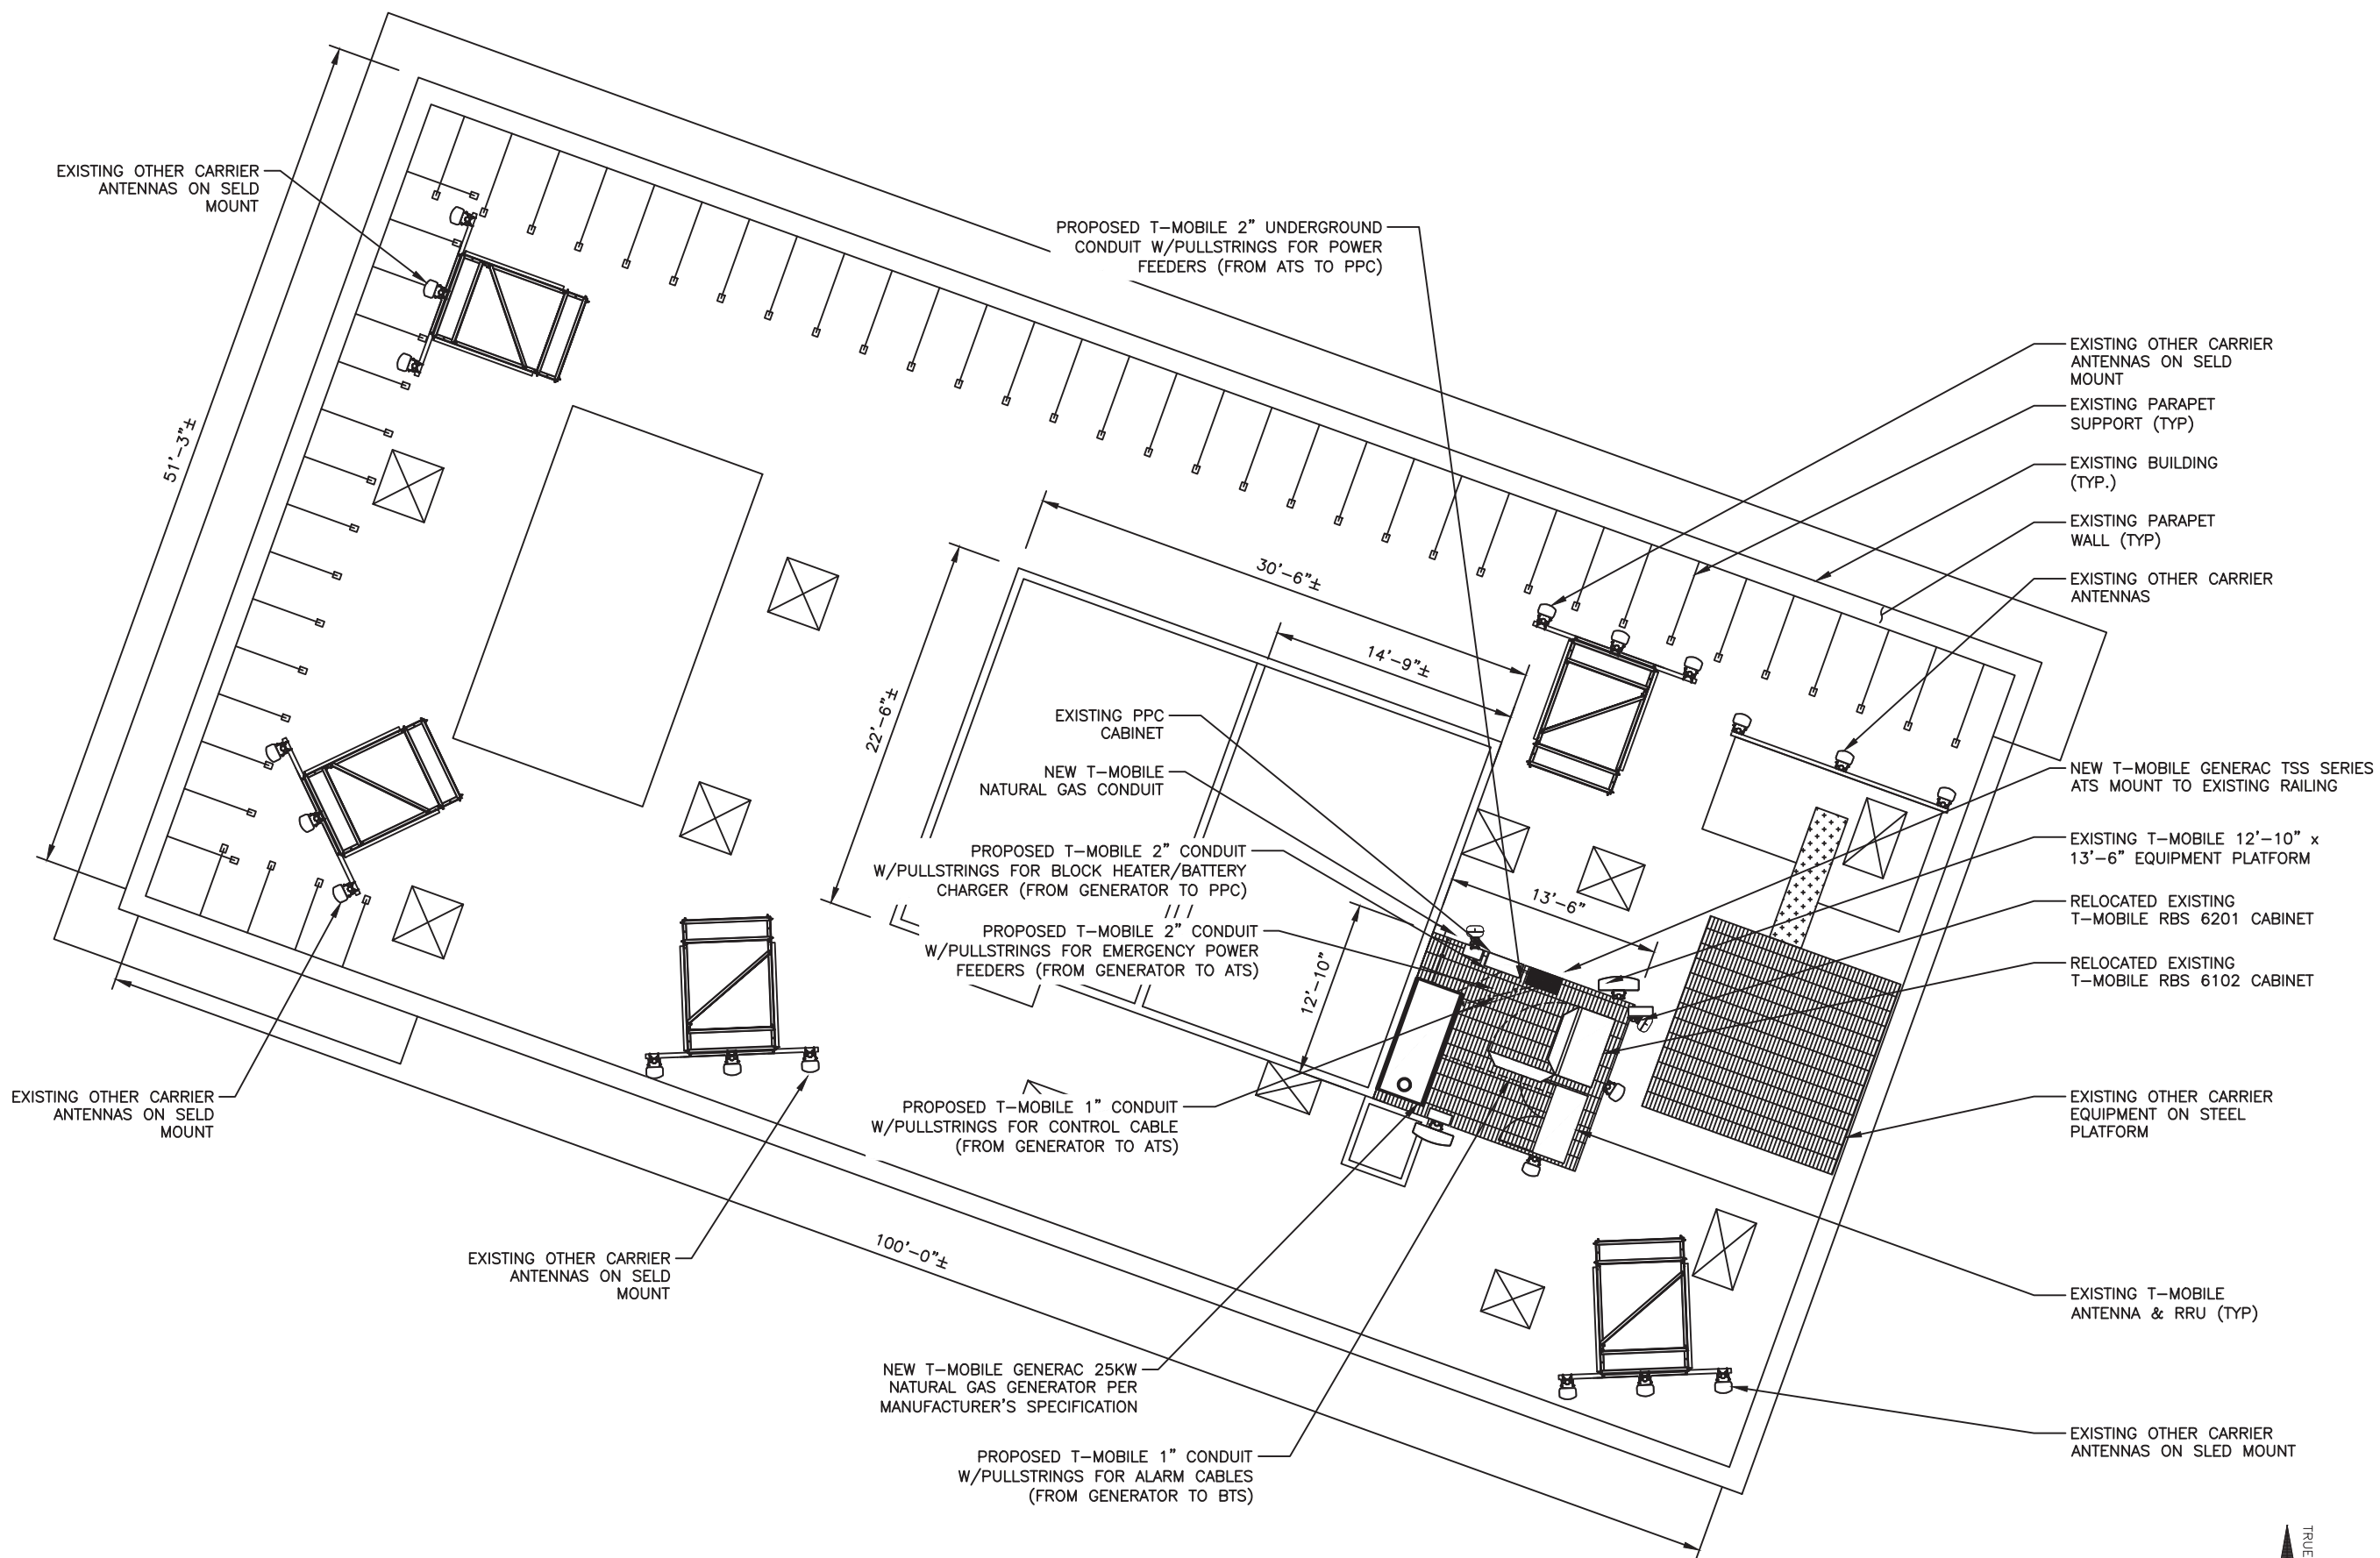 EXISTING OTHER CARRIER
ANTENNAS ON SELD
MOUNT
51'-3"±
PROPOSED T-MOBILE 2" UNDERGROUND
CONDUIT W/PULLSTRINGS FOR POWER
FEEDERS (FROM ATS TO PPC)
EXISTING OTHER CARRIER
ANTENNAS ON SELD
MOUNT
EXISTING PARAPET
SUPPORT (TYP)
EXISTING BUILDING
(TYP.)
EXISTING PARAPET
WALL (TYP)
EXISTING OTHER CARRIER
ANTENNAS
30'-6"±
14'-9"±
22'-6"±
EXISTING PPC
CABINET
NEW T-MOBILE
NATURAL GAS CONDUIT
PROPOSED T-MOBILE 2" CONDUIT
W/PULLSTRINGS FOR BLOCK HEATER/BATTERY
CHARGER (FROM GENERATOR TO PPC)
PROPOSED T-MOBILE 2" CONDUIT
W/PULLSTRINGS FOR EMERGENCY POWER
FEEDERS (FROM GENERATOR TO ATS)
13'-6"
12'-10"
NEW T-MOBILE GENERAC TSS SERIES
ATS MOUNT TO EXISTING RAILING
EXISTING T-MOBILE 12'-10" x
13'-6" EQUIPMENT PLATFORM
RELOCATED EXISTING
T-MOBILE RBS 6201 CABINET
RELOCATED EXISTING
T-MOBILE RBS 6102 CABINET
EXISTING OTHER CARRIER
ANTENNAS ON SELD
MOUNT
PROPOSED T-MOBILE 1" CONDUIT
W/PULLSTRINGS FOR CONTROL CABLE
(FROM GENERATOR TO ATS)
EXISTING OTHER CARRIER
EQUIPMENT ON STEEL
PLATFORM
EXISTING OTHER CARRIER
ANTENNAS ON SELD
MOUNT
100'-0"±
EXISTING T-MOBILE
ANTENNA & RRU (TYP)
NEW T-MOBILE GENERAC 25KW
NATURAL GAS GENERATOR PER
MANUFACTURER'S SPECIFICATION
PROPOSED T-MOBILE 1" CONDUIT
W/PULLSTRINGS FOR ALARM CABLES
(FROM GENERATOR TO BTS)
EXISTING OTHER CARRIER
ANTENNAS ON SLED MOUNT
TRUE